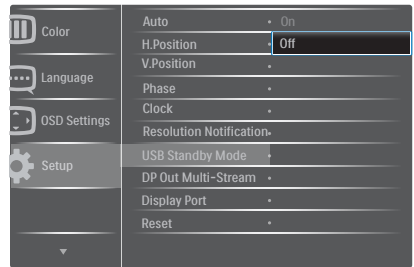 Color
Language
OSD Settings
Setup
Auto
H.Position
V.Position
Phase
Clock
Resolution Notification
USB Standby Mode
DP Out Multi-Stream
Display Port
Reset
On
Off